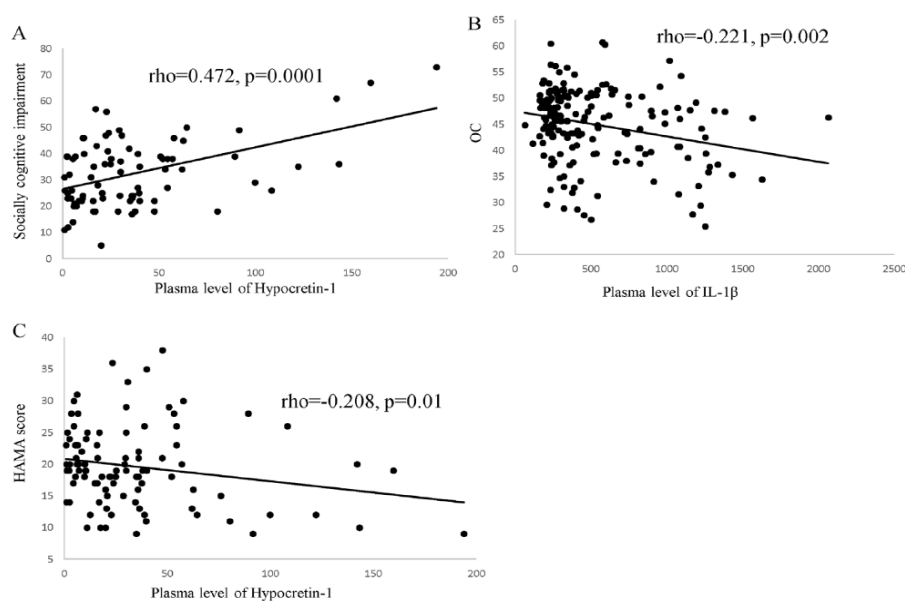 A
rho=0.472, p=0.0001
Socially cognitive impairment
80
70
60
50
40
30
20
10
0
0 50 100 150 200
Plasma level of Hypocretin-1
B
rho=-0.221, p=0.002
OC
65
60
55
50
45
40
35
30
25
20
0 500 1000 1500 2000 2500
Plasma level of IL-1β
C
rho=-0.208, p=0.01
HAMA score
40
35
30
25
20
15
10
5
0 50 100 150 200
Plasma level of Hypocretin-1